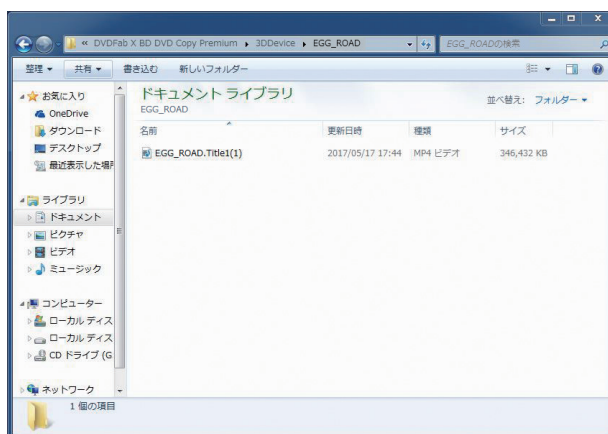 « DVDFab X BD DVD Copy Premium ▸ 3DDevice ▸ EGG_ROAD
EGG_ROADの検索
整理 共有 書き込む 新しいフォルダー
お気に入り
OneDrive
ダウンロード
デスクトップ
最近表示した場所
ライブラリ
ドキュメント
ピクチャ
ビデオ
ミュージック
コンピューター
ローカル ディス
ローカル ディス
CD ドライブ (G
ネットワーク
ドキュメント ライブラリ
EGG_ROAD
並べ替え: フォルダー
名前 更新日時 種類 サイズ
EGG_ROAD.Title1(1) 2017/05/17 17:44 MP4 ビデオ 346,432 KB
1 個の項目